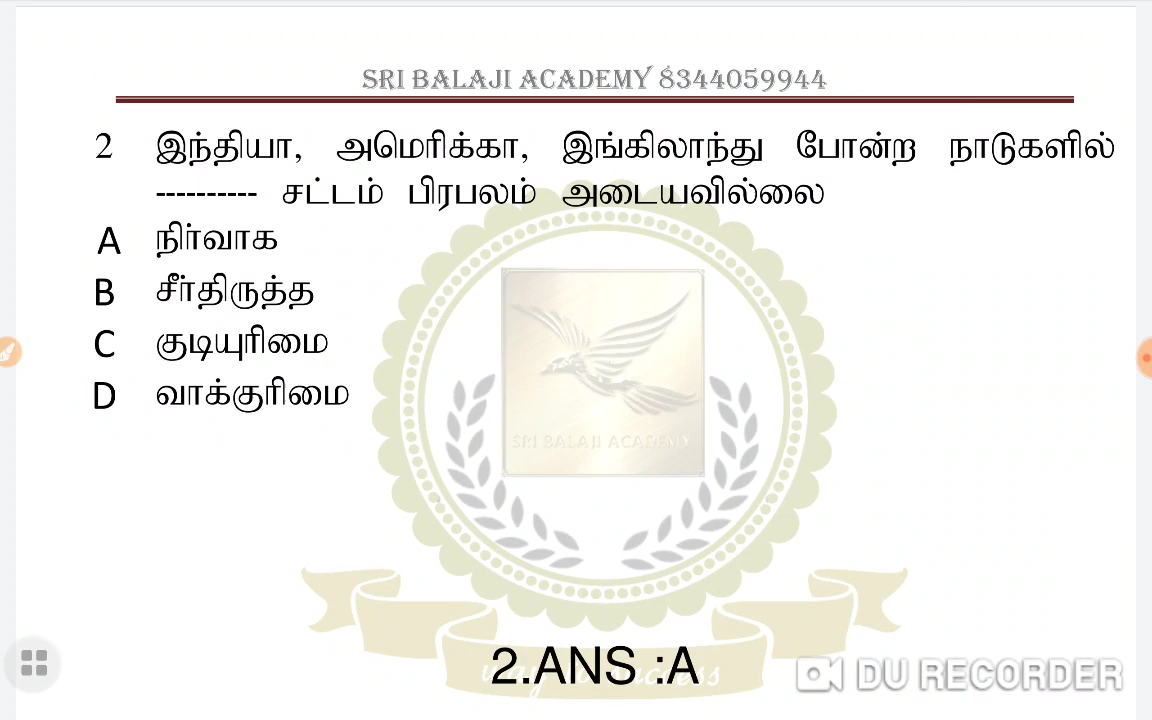 SRI BALAJI ACADEMY 8344059944
2 இந்தியா, அமெரிக்கா, இங்கிலாந்து போன்ற நாடுகளில்
---------- சட்டம் பிரபலம் அடையவில்லை
A நிர்வாக
B சீர்திருத்த
C குடியுரிமை
D வாக்குரிமை
SRI BALAJI ACADEMY
2.ANS :A
DU RECORDER